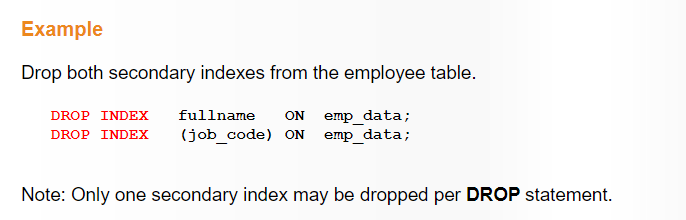 Example
Drop both secondary indexes from the employee table.
DROP INDEX fullname ON emp_data;
DROP INDEX (job_code) ON emp_data;
Note: Only one secondary index may be dropped per DROP statement.